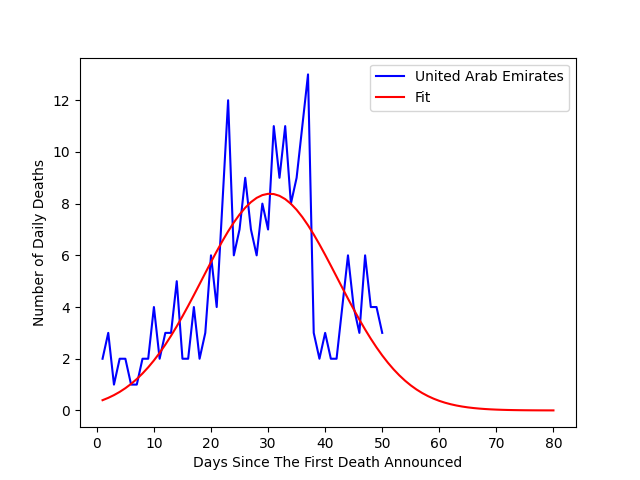 United Arab Emirates
Fit
12
10
8
6
4
2
0
Number of Daily Deaths
0 10 20 30 40 50 60 70 80
Days Since The First Death Announced